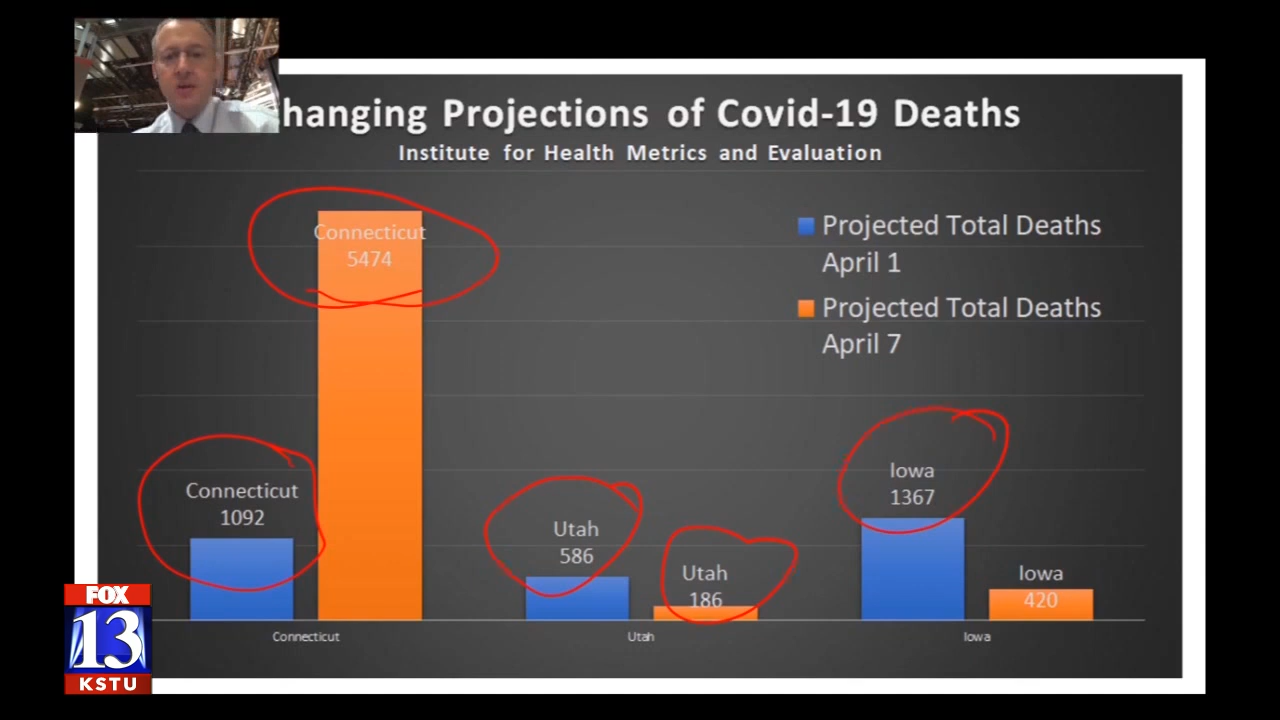 hanging Projections of Covid-19 Deaths
Institute for Health Metrics and Evaluation
Projected Total Deaths
April 1
Projected Total Deaths
April 7
Connecticut
5474
Connecticut
1092
Utah
586
Utah
186
Iowa
1367
Iowa
420
Connecticut
Utah
Iowa
FOX
13
KSTU